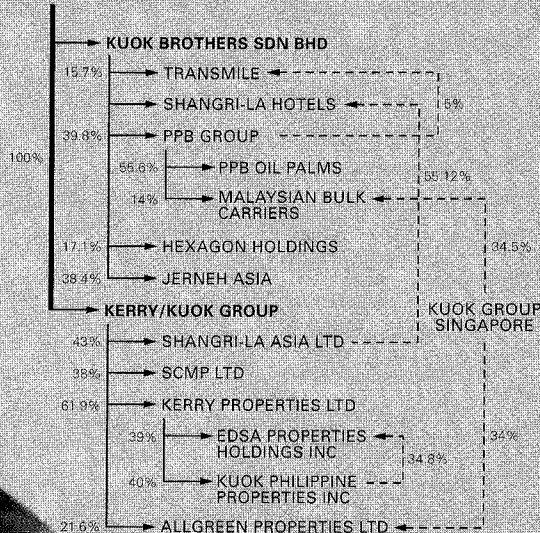 KUOK BROTHERS SDN BHD
15.7% TRANSMILE
5%
SHANGRI-LA HOTELS
39.8% PPB GROUP
100%
55.6% PPB OIL PALMS
55.12%
14% MALAYSIAN BULK
CARRIERS
17.1% HEXAGON HOLDINGS
34.5%
38.4% JERNEH ASIA
KERRY/KUOK GROUP
KUOK GROUP
SINGAPORE
43% SHANGRI-LA ASIA LTD
38% SCMP LTD
61.9% KERRY PROPERTIES LTD
39% EDSA PROPERTIES
HOLDINGS INC
34%
34.8%
40% KUOK PHILIPPINE
PROPERTIES INC
21.6% ALLGREEN PROPERTIES LTD